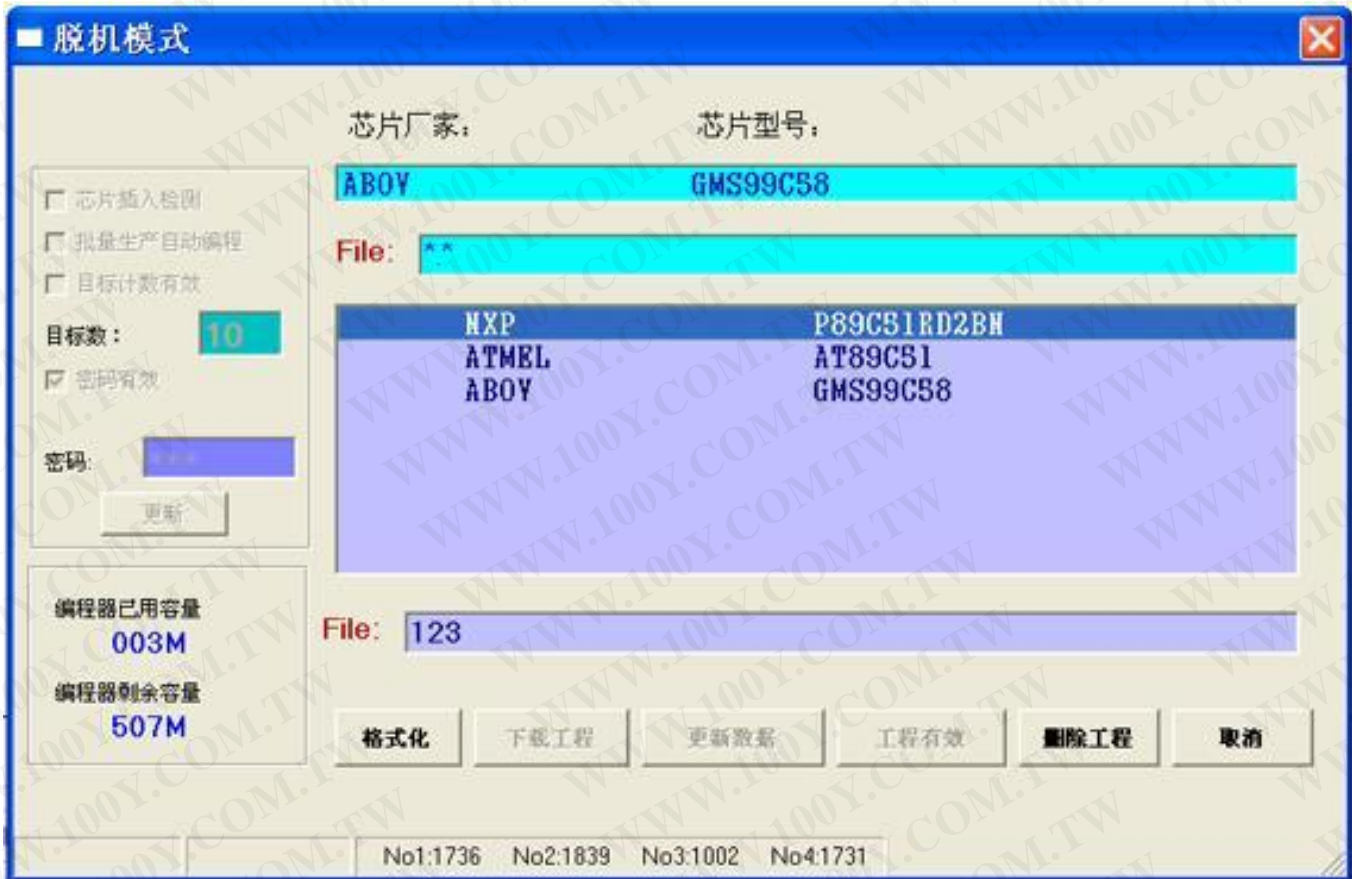 脱机模式
芯片厂家： 芯片型号：
ABOV GMS99C58
芯片插入检测
批量生产自动编程
目标计数有效
目标数： 10
密码有效
密码: ***
更新
File: *.*
NXP P89C51RD2BN
ATMEL AT89C51
ABOV GMS99C58
File: 123
编程器已用容量
003M
编程器剩余容量
507M
格式化 下载工程 更新数据 工程有效 删除工程 取消
No1:1736 No2:1839 No3:1002 No4:1731
WWW.100Y.COM.TW